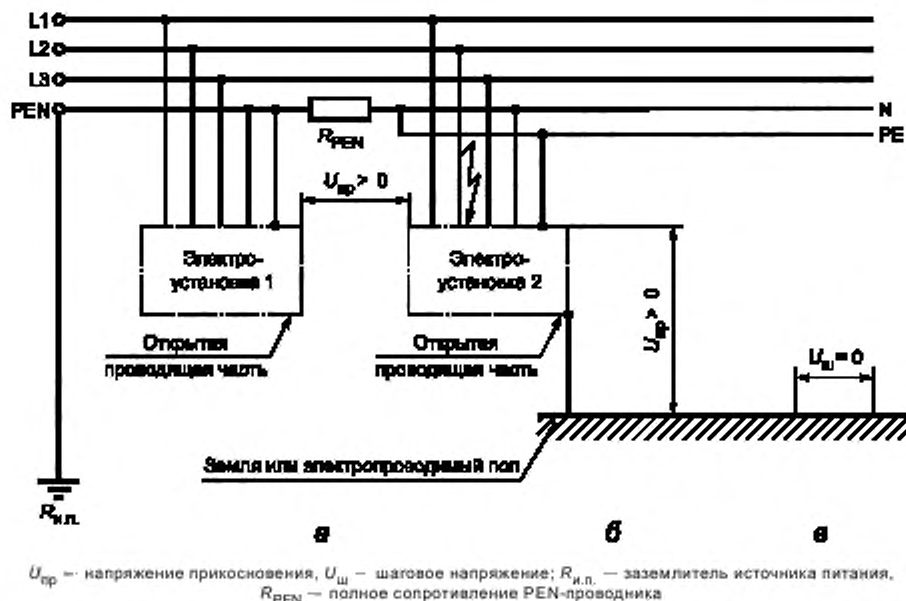 L1
L2
L3
PEN
N
PE
R_PEN
U_пр > 0
Электро-
установка 1
Электро-
установка 2
U_пр > 0
Открытая
проводящая часть
Открытая
проводящая часть
U_ш = 0
Земля или электропроводимый пол
R_и.п.
а
б
в
U_пр — напряжение прикосновения, U_ш — шаговое напряжение; R_и.п. — заземлитель источника питания,
R_PEN — полное сопротивление PEN-проводника